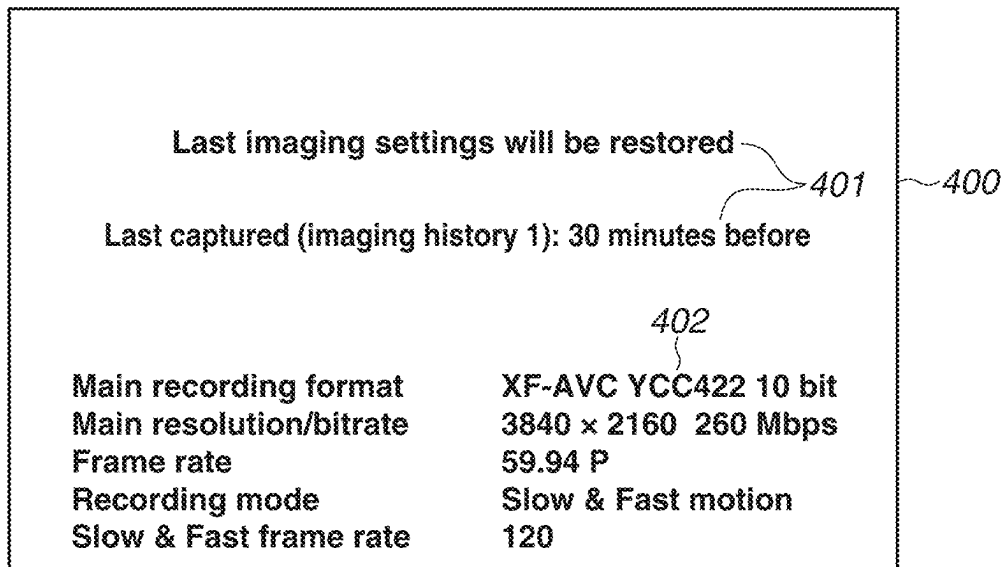 Last imaging settings will be restored
401
400
Last captured (imaging history 1): 30 minutes before
402
Main recording format XF-AVC YCC422 10 bit
Main resolution/bitrate 3840 × 2160 260 Mbps
Frame rate 59.94 P
Recording mode Slow & Fast motion
Slow & Fast frame rate 120